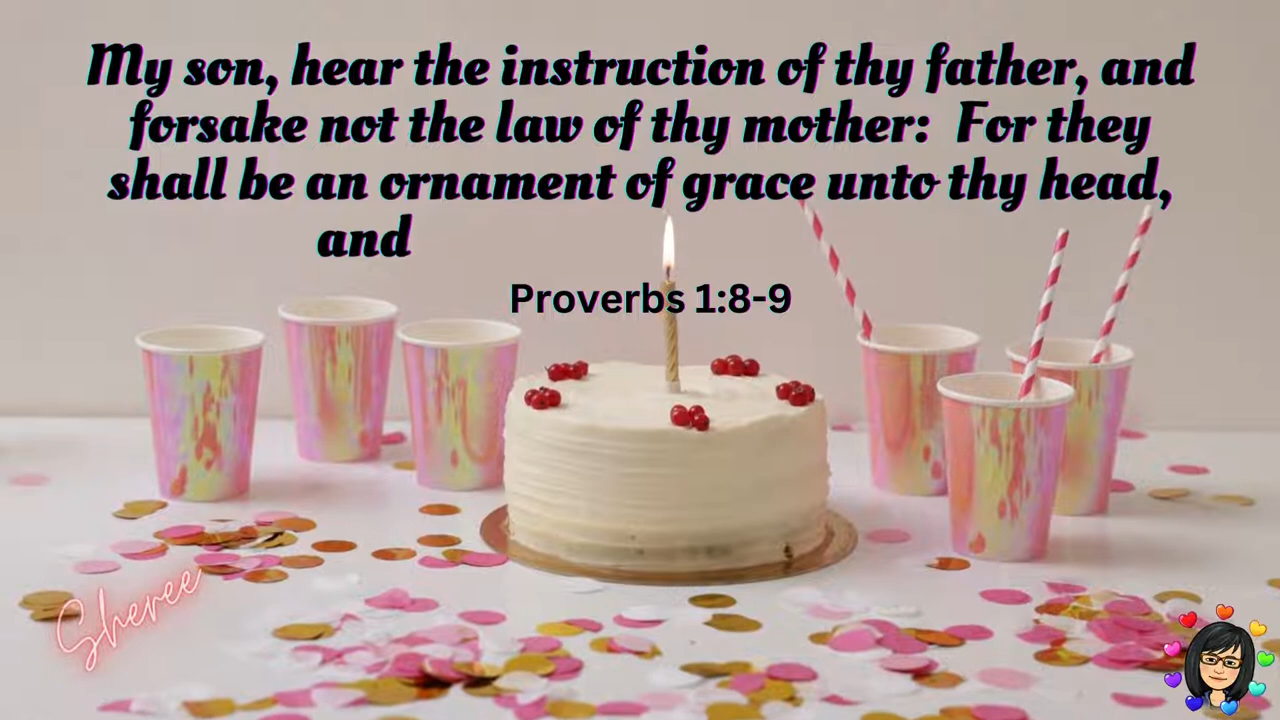 My son, hear the instruction of thy father, and
forsake not the law of thy mother:  For they
shall be an ornament of grace unto thy head,
and
Proverbs 1:8-9
Sheree